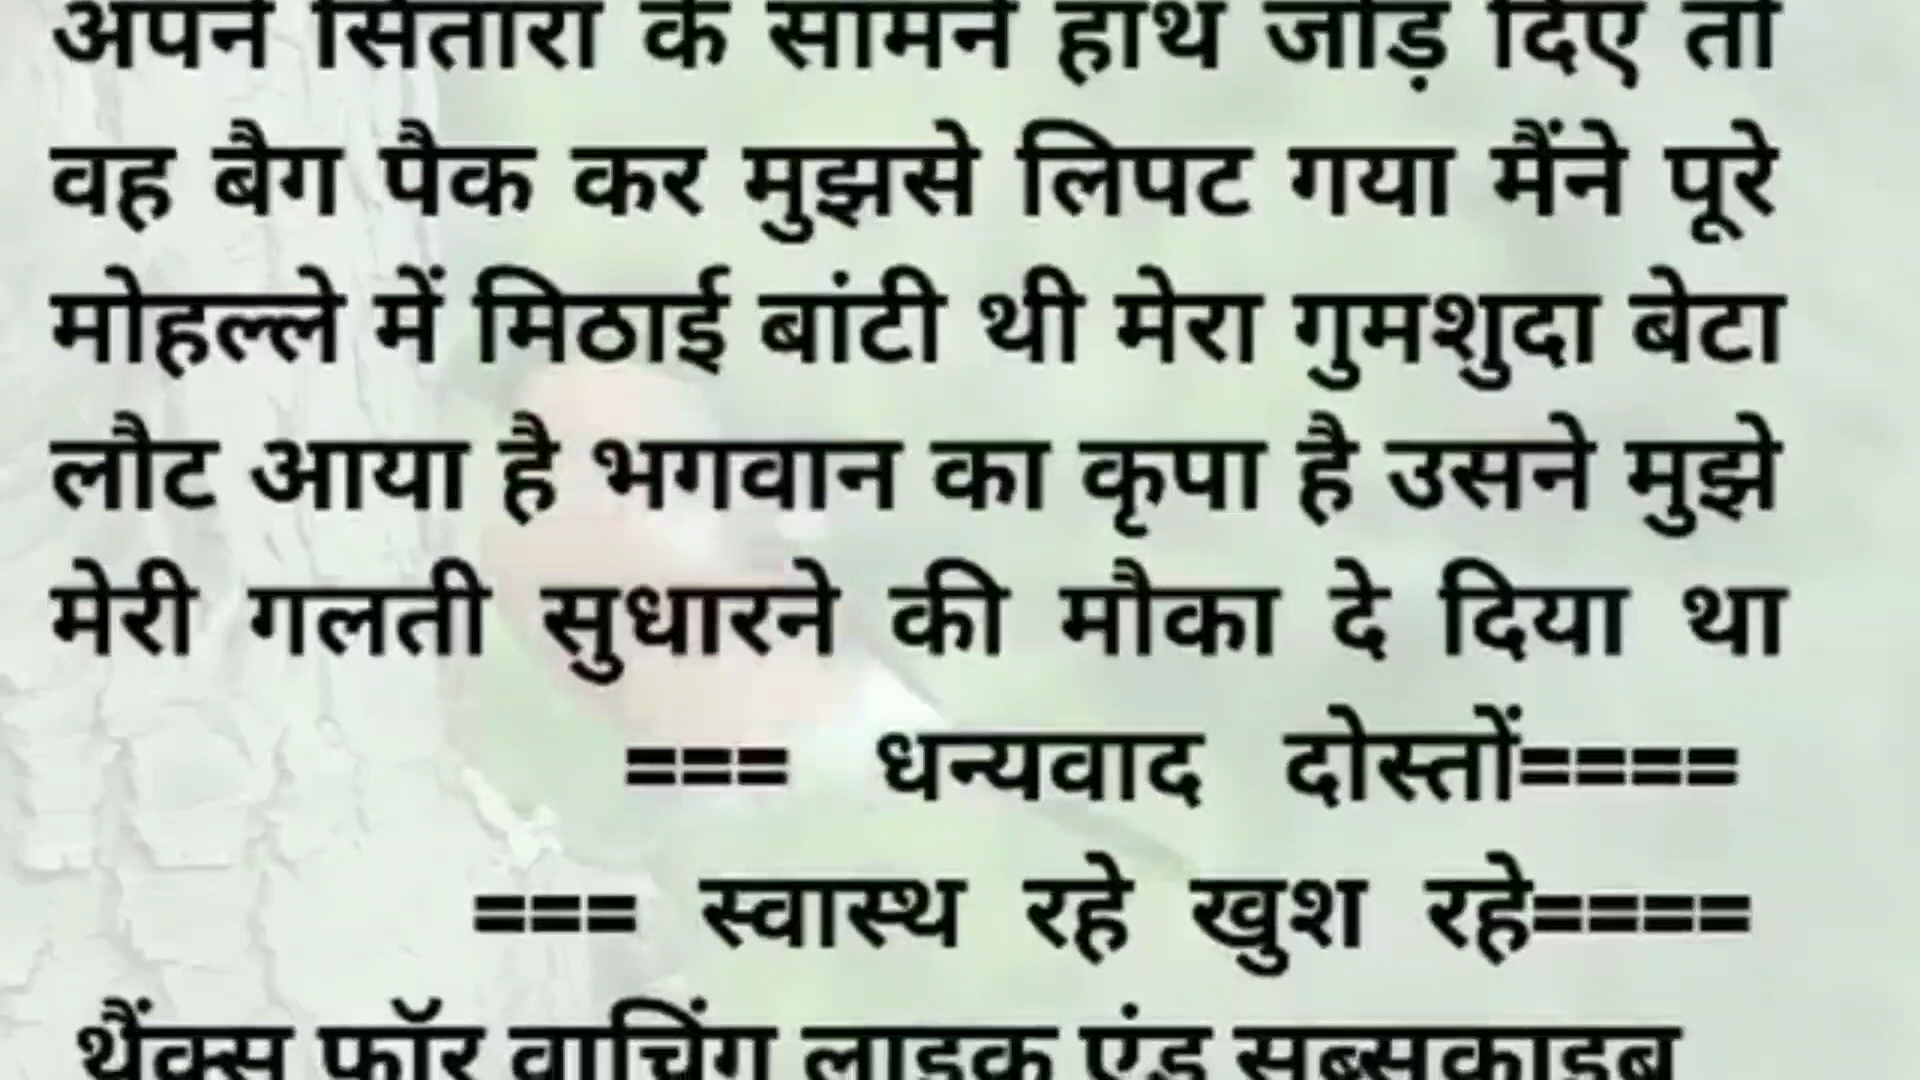 अपने सितारा के सामने हाथ जोड़ दिए तो
वह बैग पैक कर मुझसे लिपट गया मैंने पूरे
मोहल्ले में मिठाई बांटी थी मेरा गुमशुदा बेटा
लौट आया है भगवान का कृपा है उसने मुझे
मेरी गलती सुधारने की मौका दे दिया था
=== धन्यवाद दोस्तों====
=== स्वास्थ रहे खुश रहे====
थैंक्स फॉर वाचिंग लाइक एंड सब्सक्राइब